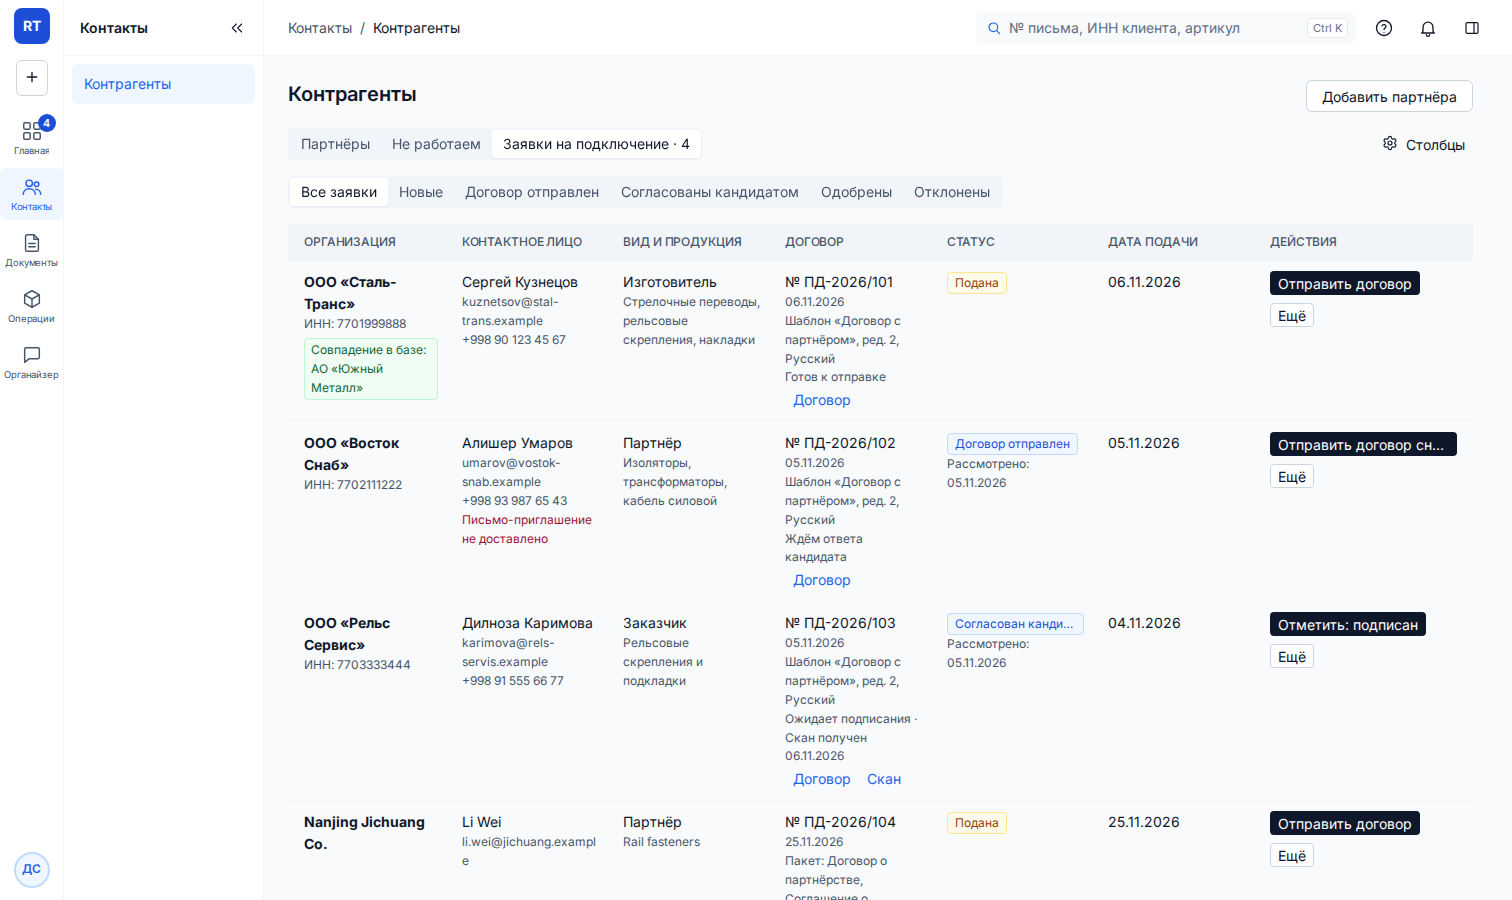 RT
Контакты
Контакты / Контрагенты
№ письма, ИНН клиента, артикул
Ctrl K
+
4
Главная
Контакты
Документы
Операции
Органайзер
ДС
Контрагенты
Контрагенты
Добавить партнёра
Партнёры
Не работаем
Заявки на подключение · 4
Столбцы
Все заявки
Новые
Договор отправлен
Согласованы кандидатом
Одобрены
Отклонены
ОРГАНИЗАЦИЯ
КОНТАКТНОЕ ЛИЦО
ВИД И ПРОДУКЦИЯ
ДОГОВОР
СТАТУС
ДАТА ПОДАЧИ
ДЕЙСТВИЯ
ООО «Сталь-
Транс»
ИНН: 7701999888
Совпадение в базе:
АО «Южный
Металл»
Сергей Кузнецов
kuznetsov@stal-
trans.example
+998 90 123 45 67
Изготовитель
Стрелочные переводы,
рельсовые
скрепления, накладки
№ ПД-2026/101
06.11.2026
Шаблон «Договор с
партнёром», ред. 2,
Русский
Готов к отправке
Договор
Подана
06.11.2026
Отправить договор
Ещё
ООО «Восток
Снаб»
ИНН: 7702111222
Алишер Умаров
umarov@vostok-
snab.example
+998 93 987 65 43
Письмо-приглашение
не доставлено
Партнёр
Изоляторы,
трансформаторы,
кабель силовой
№ ПД-2026/102
05.11.2026
Шаблон «Договор с
партнёром», ред. 2,
Русский
Ждём ответа
кандидата
Договор
Договор отправлен
Рассмотрено:
05.11.2026
05.11.2026
Отправить договор сн...
Ещё
ООО «Рельс
Сервис»
ИНН: 7703333444
Дилноза Каримова
karimova@rels-
servis.example
+998 91 555 66 77
Заказчик
Рельсовые
скрепления и
подкладки
№ ПД-2026/103
05.11.2026
Шаблон «Договор с
партнёром», ред. 2,
Русский
Ожидает подписания ·
Скан получен
06.11.2026
Договор
Скан
Согласован канди...
Рассмотрено:
05.11.2026
04.11.2026
Отметить: подписан
Ещё
Nanjing Jichuang
Co.
Li Wei
li.wei@jichuang.exampl
e
Партнёр
Rail fasteners
№ ПД-2026/104
25.11.2026
Пакет: Договор о
партнёрстве,
Соглашение о
Подана
25.11.2026
Отправить договор
Ещё